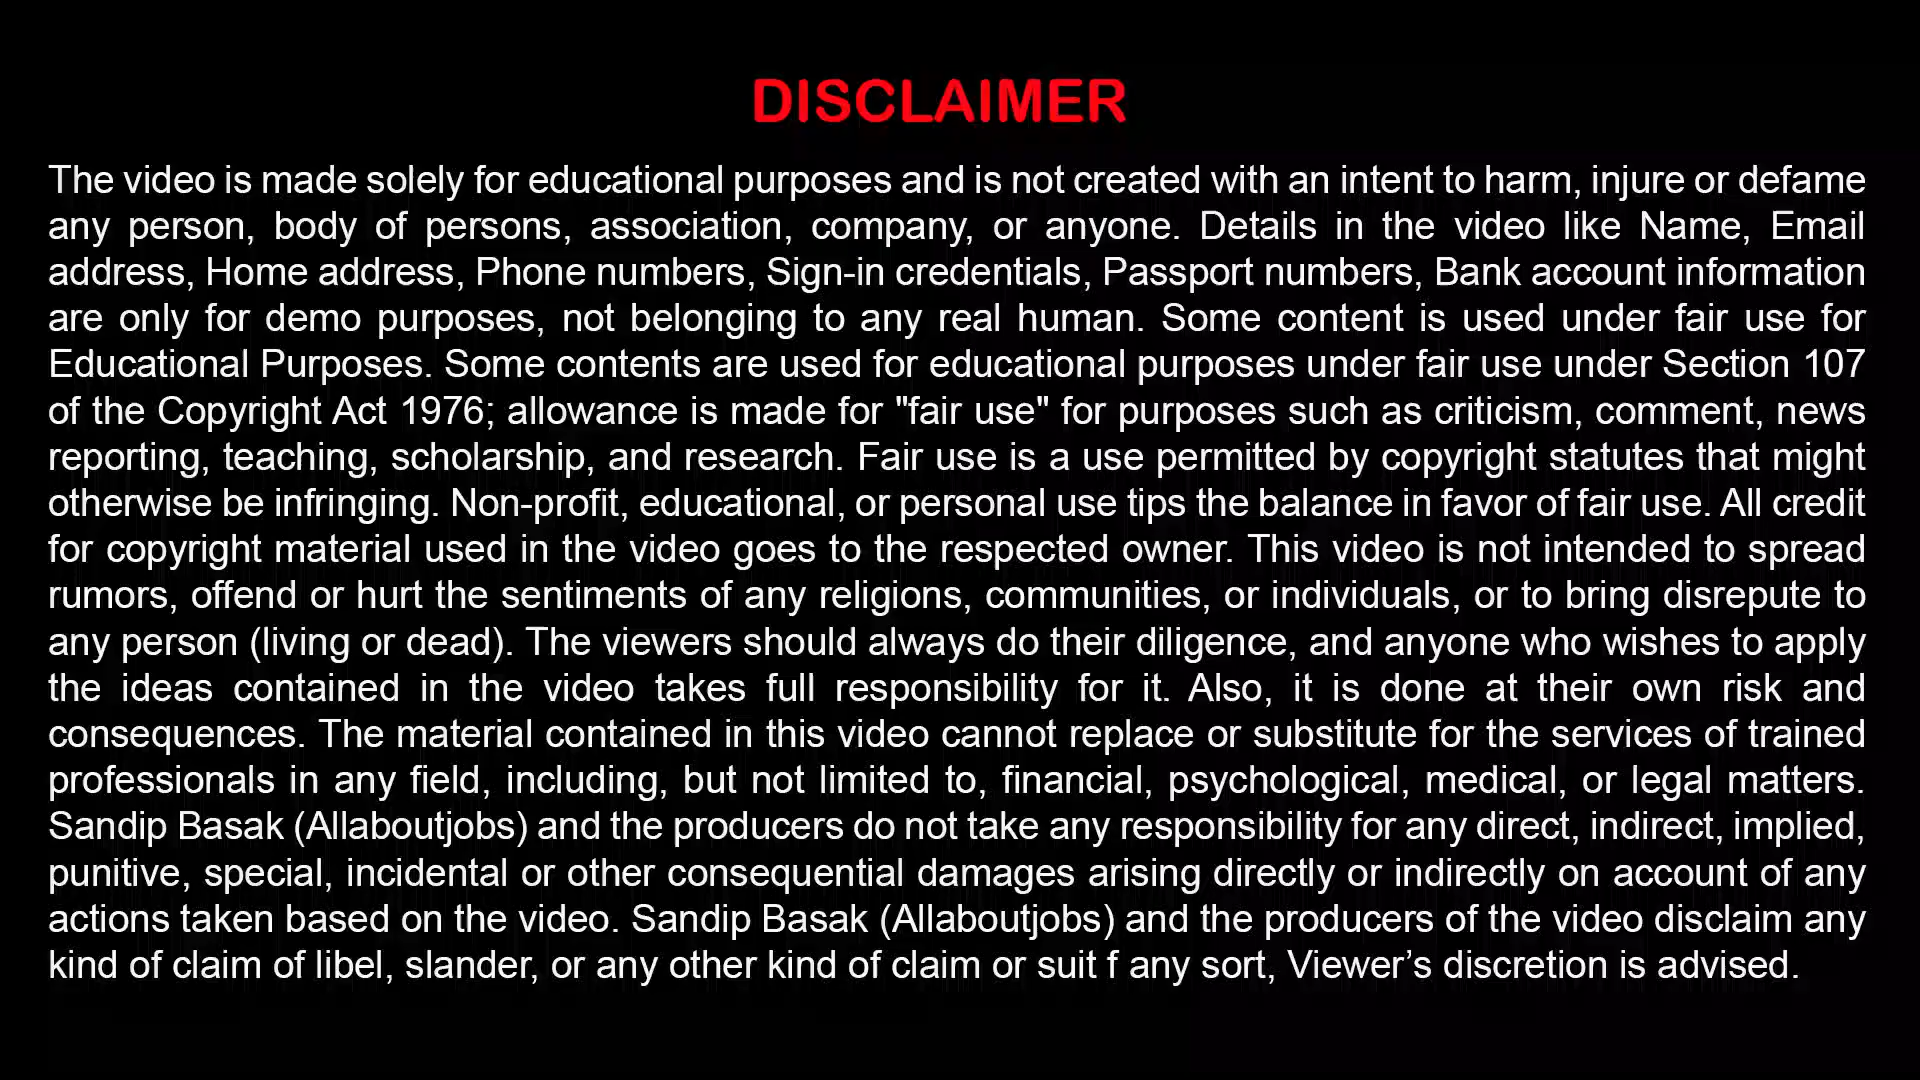 DISCLAIMER
The video is made solely for educational purposes and is not created with an intent to harm, injure or defame
any person, body of persons, association, company, or anyone. Details in the video like Name, Email
address, Home address, Phone numbers, Sign-in credentials, Passport numbers, Bank account information
are only for demo purposes, not belonging to any real human. Some content is used under fair use for
Educational Purposes. Some contents are used for educational purposes under fair use under Section 107
of the Copyright Act 1976; allowance is made for "fair use" for purposes such as criticism, comment, news
reporting, teaching, scholarship, and research. Fair use is a use permitted by copyright statutes that might
otherwise be infringing. Non-profit, educational, or personal use tips the balance in favor of fair use. All credit
for copyright material used in the video goes to the respected owner. This video is not intended to spread
rumors, offend or hurt the sentiments of any religions, communities, or individuals, or to bring disrepute to
any person (living or dead). The viewers should always do their diligence, and anyone who wishes to apply
the ideas contained in the video takes full responsibility for it. Also, it is done at their own risk and
consequences. The material contained in this video cannot replace or substitute for the services of trained
professionals in any field, including, but not limited to, financial, psychological, medical, or legal matters.
Sandip Basak (Allaboutjobs) and the producers do not take any responsibility for any direct, indirect, implied,
punitive, special, incidental or other consequential damages arising directly or indirectly on account of any
actions taken based on the video. Sandip Basak (Allaboutjobs) and the producers of the video disclaim any
kind of claim of libel, slander, or any other kind of claim or suit f any sort, Viewer’s discretion is advised.